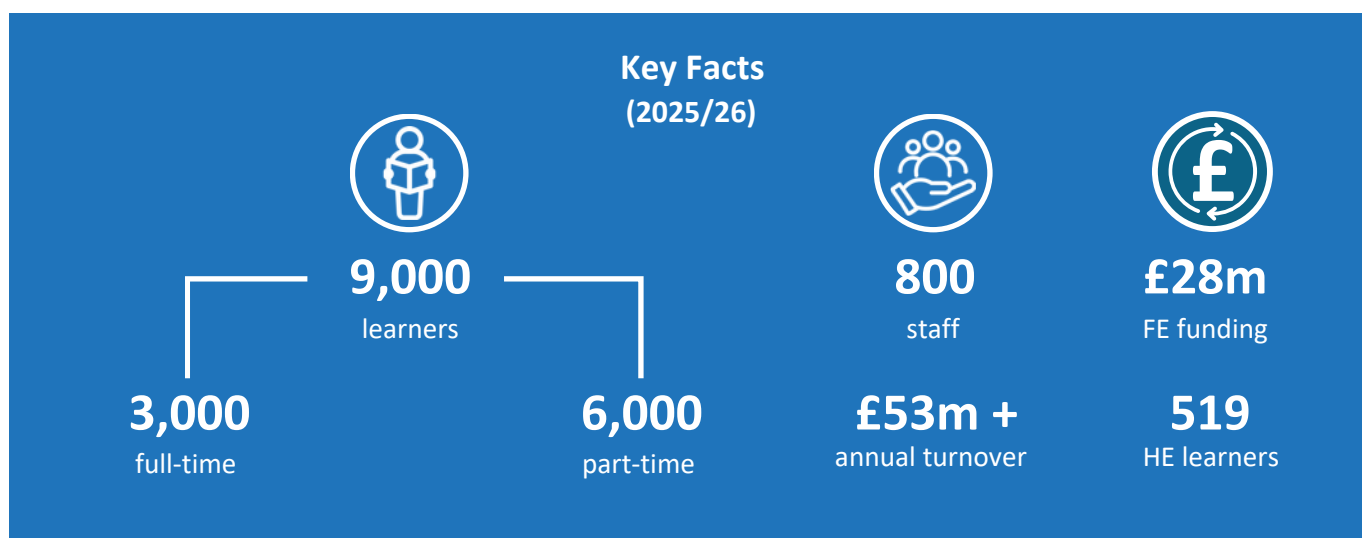 Key Facts
(2025/26)
£
9,000
learners
3,000
full-time
6,000
part-time
800
staff
£28m
FE funding
£53m +
annual turnover
519
HE learners